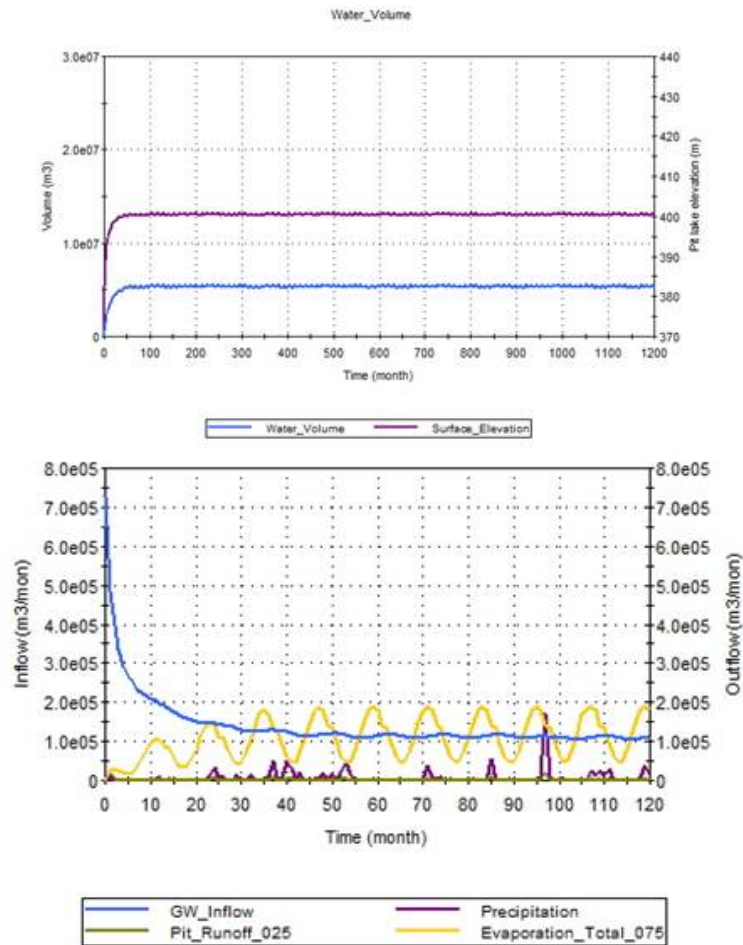 Water_Volume
3.0e07
2.0e07
1.0e07
0
Volume (m3)
440
430
420
410
400
390
380
370
Pit lake elevation (m)
0 100 200 300 400 500 600 700 800 900 1000 1100 1200
Time (month)
Water_Volume Surface_Elevation
8.0e05
7.0e05
6.0e05
5.0e05
4.0e05
3.0e05
2.0e05
1.0e05
0
Inflow (m3/mon)
8.0e05
7.0e05
6.0e05
5.0e05
4.0e05
3.0e05
2.0e05
1.0e05
0
Outflow (m3/mon)
0 10 20 30 40 50 60 70 80 90 100 110 120
Time (month)
GW_Inflow Precipitation
Pit_Runoff_025 Evaporation_Total_075